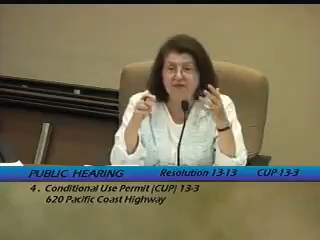 PUBLIC HEARING Resolution 13-13 CUP 13-3
4. Conditional Use Permit (CUP) 13-3
620 Pacific Coast Highway